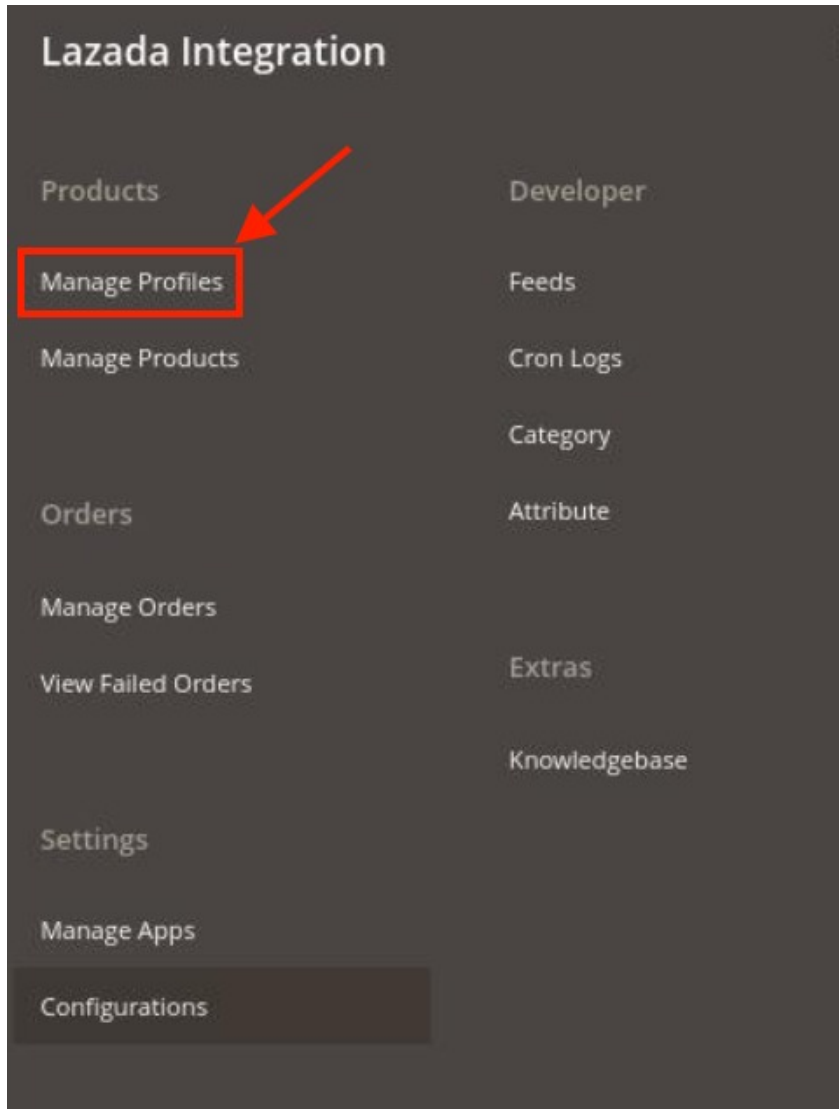 Lazada Integration
Products
Manage Profiles
Manage Products
Orders
Manage Orders
View Failed Orders
Settings
Manage Apps
Configurations
Developer
Feeds
Cron Logs
Category
Attribute
Extras
Knowledgebase